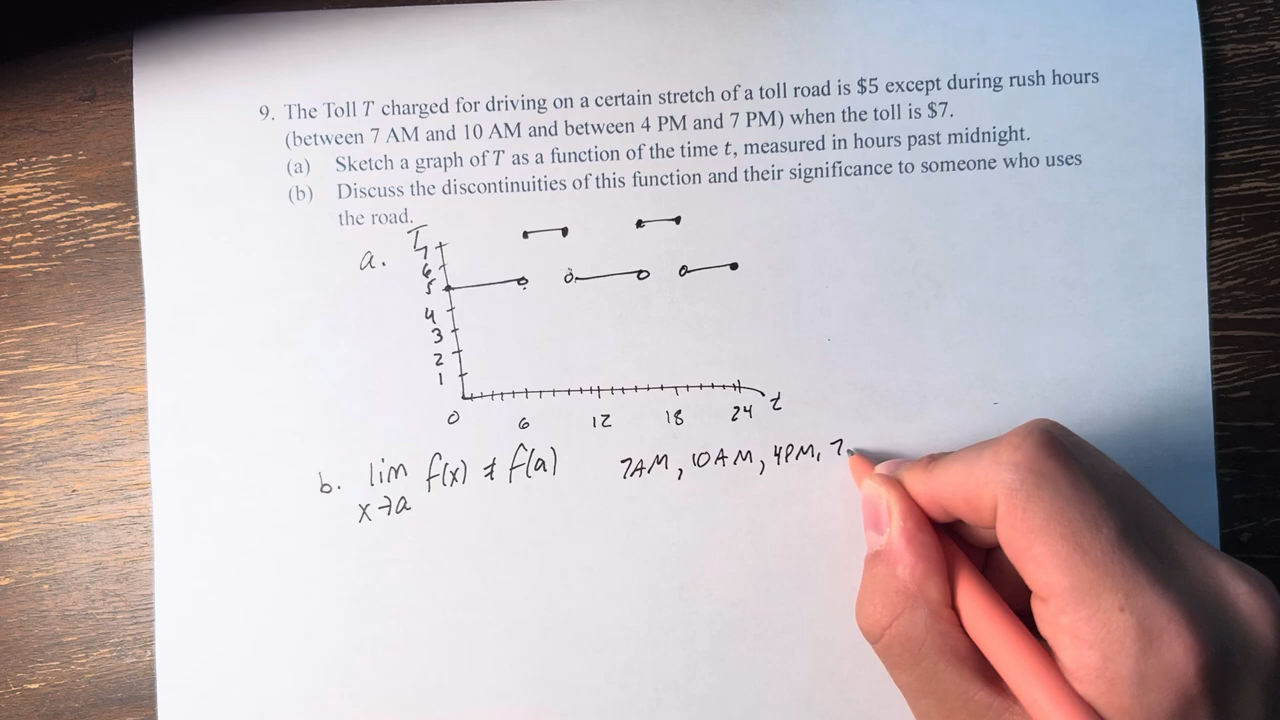 9. The Toll T charged for driving on a certain stretch of a toll road is $5 except during rush hours
(between 7 AM and 10 AM and between 4 PM and 7 PM) when the toll is $7.
(a) Sketch a graph of T as a function of the time t, measured in hours past midnight.
(b) Discuss the discontinuities of this function and their significance to someone who uses
the road.
a. T
7
6
5
4
3
2
1
0 6 12 18 24 t
b. lim f(x) ≠ f(a) 7AM, 10AM, 4PM, 7
x→a